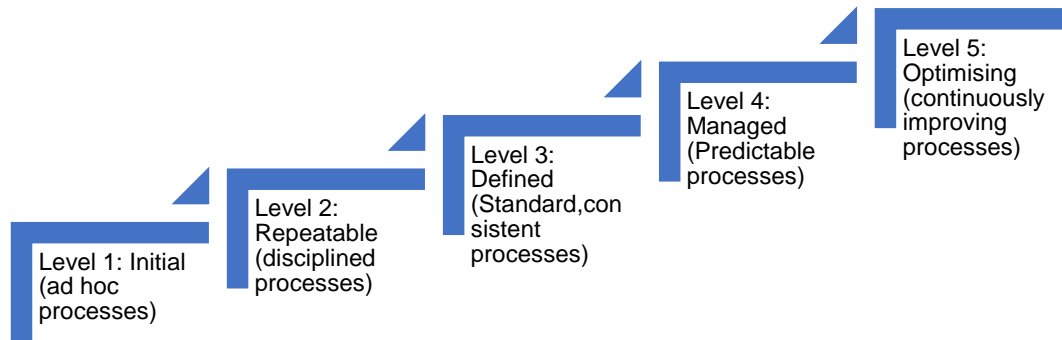 Level 1: Initial
(ad hoc
processes)
Level 2:
Repeatable
(disciplined
processes)
Level 3:
Defined
(Standard,con
sistent
processes)
Level 4:
Managed
(Predictable
processes)
Level 5:
Optimising
(continuously
improving
processes)